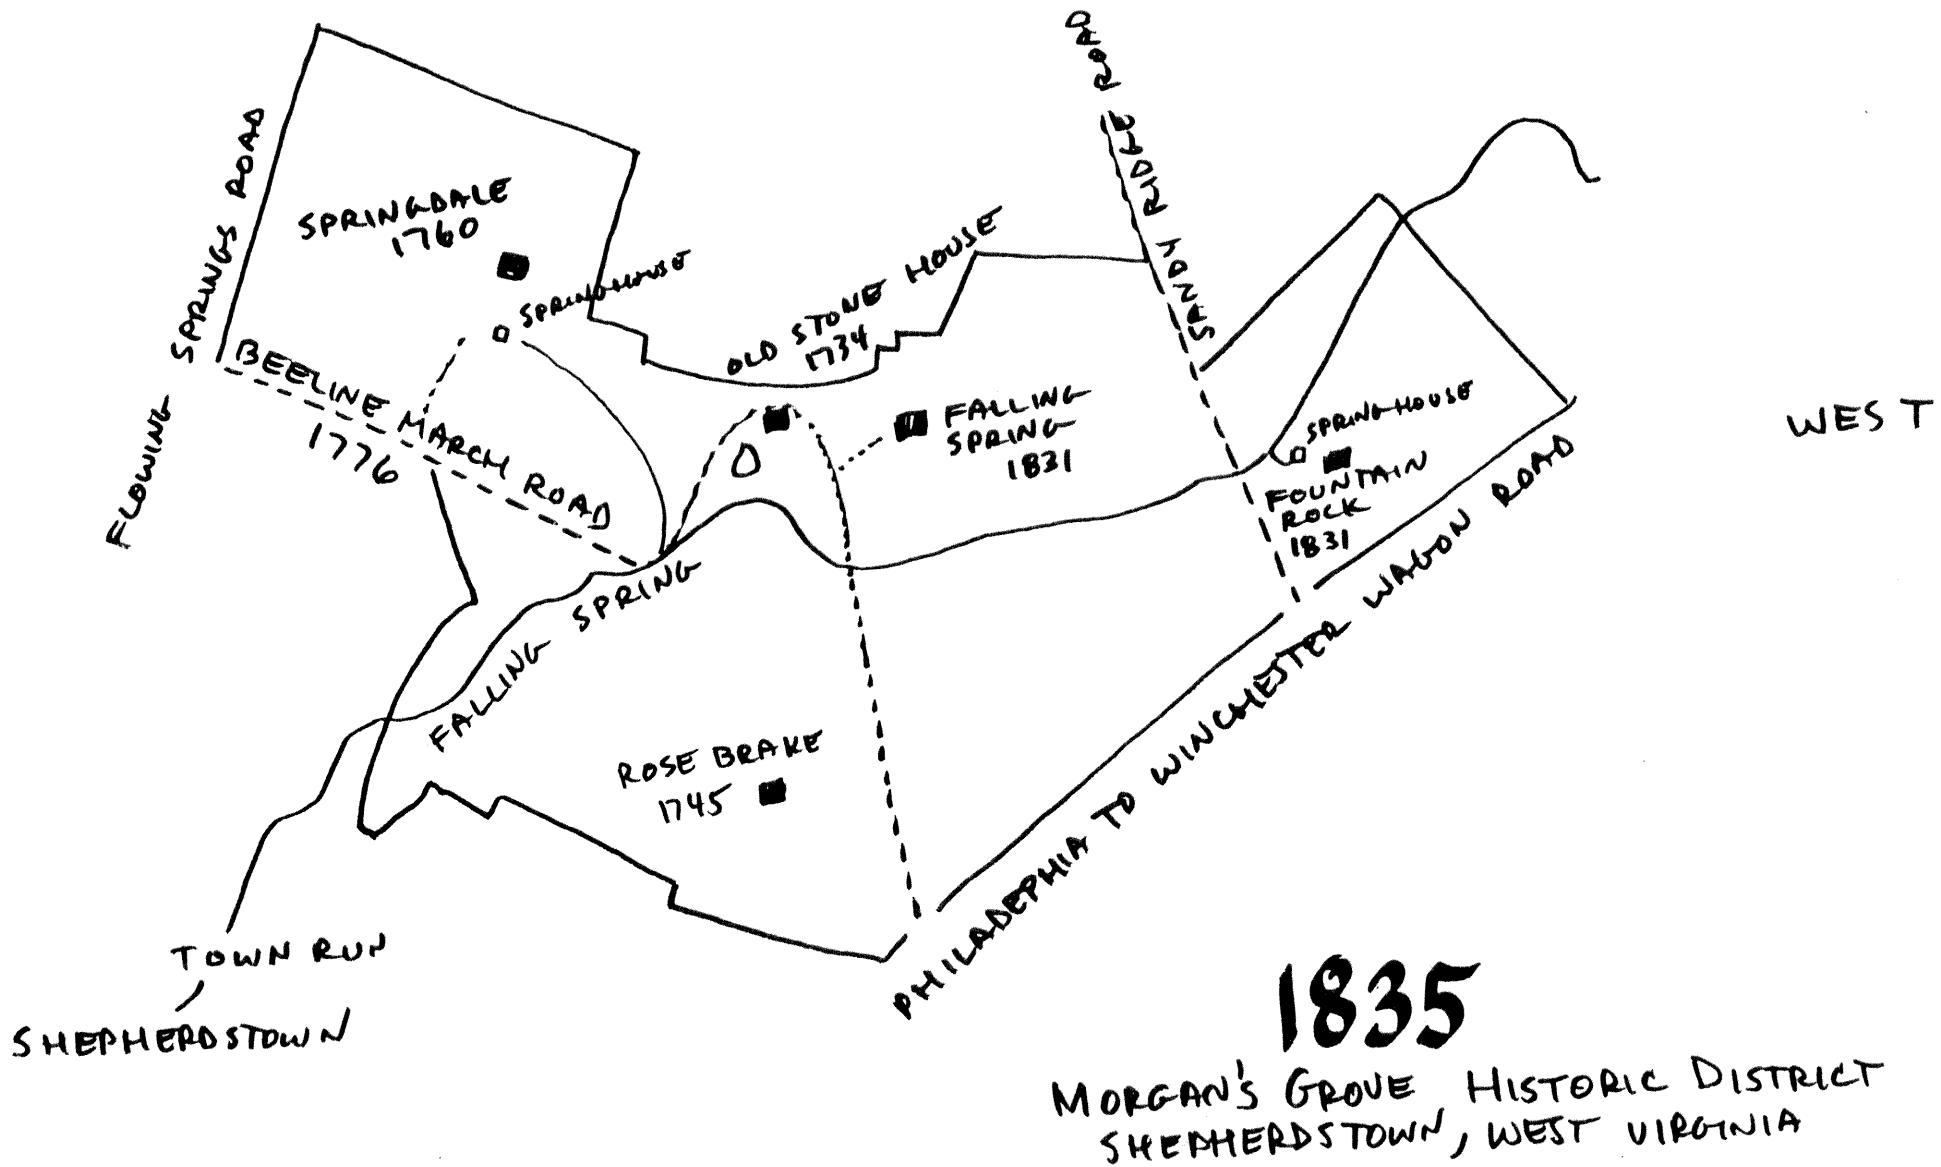 SANDY RIDGE ROAD
FLOWING SPRINGS ROAD
SPRINGDALE
1760
SPRINGHOUSE
OLD STONE HOUSE
1734
BEELINE MARCH ROAD
1776
FALLING
SPRING
1831
SPRINGHOUSE
FOUNTAIN
ROCK
1831
WEST
FALLING SPRING
ROSE BRAKE
1745
PHILADEPHIA TO WINCHESTER WAGON ROAD
TOWN RUN
SHEPHERDSTOWN
1835
MORGAN'S GROVE HISTORIC DISTRICT
SHEPHERDSTOWN, WEST VIRGINIA